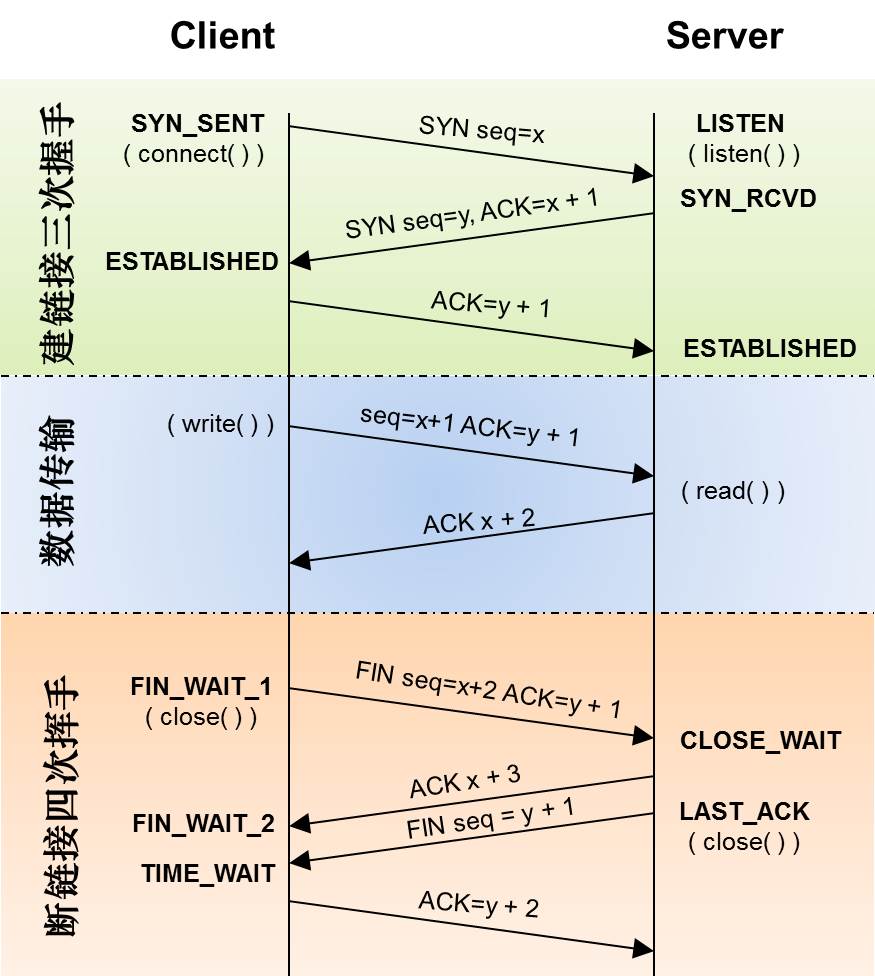 Client
Server
建链接三次握手
SYN_SENT
( connect( ) )
SYN seq=x
LISTEN
( listen( ) )
SYN_RCVD
SYN seq=y, ACK=x + 1
ESTABLISHED
ACK=y + 1
ESTABLISHED
数据传输
( write( ) )
seq=x+1 ACK=y + 1
( read( ) )
ACK x + 2
断链接四次挥手
FIN_WAIT_1
( close( ) )
FIN seq=x+2 ACK=y + 1
CLOSE_WAIT
ACK x + 3
FIN_WAIT_2
FIN seq = y + 1
LAST_ACK
( close( ) )
TIME_WAIT
ACK=y + 2